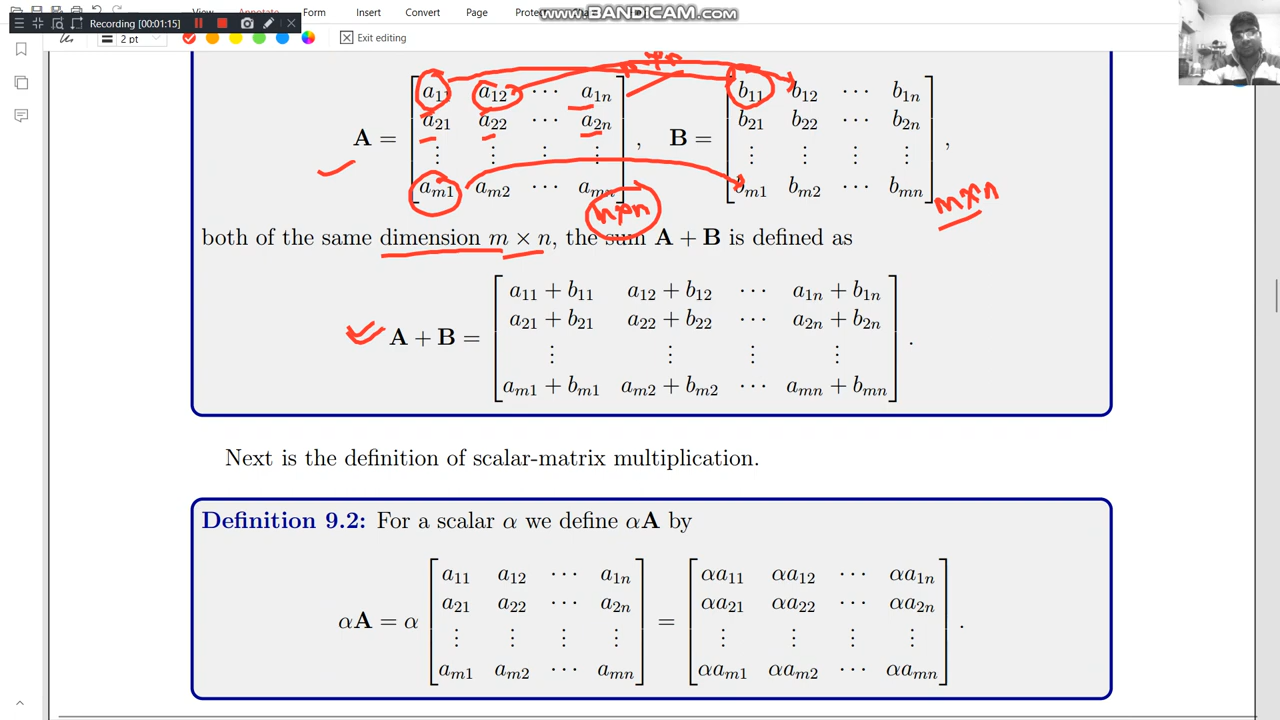 View Annotate Form Insert Convert Page
www.BANDICAM.com
Recording [00:01:15]
2 pt Exit editing
A = [ a11 a12 ⋯ a1n
a21 a22 ⋯ a2n
⋮ ⋮ ⋮ ⋮
am1 am2 ⋯ amn ] , B = [ b11 b12 ⋯ b1n
b21 b22 ⋯ b2n
⋮ ⋮ ⋮ ⋮
bm1 bm2 ⋯ bmn ] ,
m×n
both of the same dimension m × n, the sum A + B is defined as
A + B = [ a11 + b11 a12 + b12 ⋯ a1n + b1n
a21 + b21 a22 + b22 ⋯ a2n + b2n
⋮ ⋮ ⋮ ⋮
am1 + bm1 am2 + bm2 ⋯ amn + bmn ] .
Next is the definition of scalar-matrix multiplication.
Definition 9.2: For a scalar α we define αA by
αA = α [ a11 a12 ⋯ a1n
a21 a22 ⋯ a2n
⋮ ⋮ ⋮ ⋮
am1 am2 ⋯ amn ] = [ αa11 αa12 ⋯ αa1n
αa21 αa22 ⋯ αa2n
⋮ ⋮ ⋮ ⋮
αam1 αam2 ⋯ αamn ] .